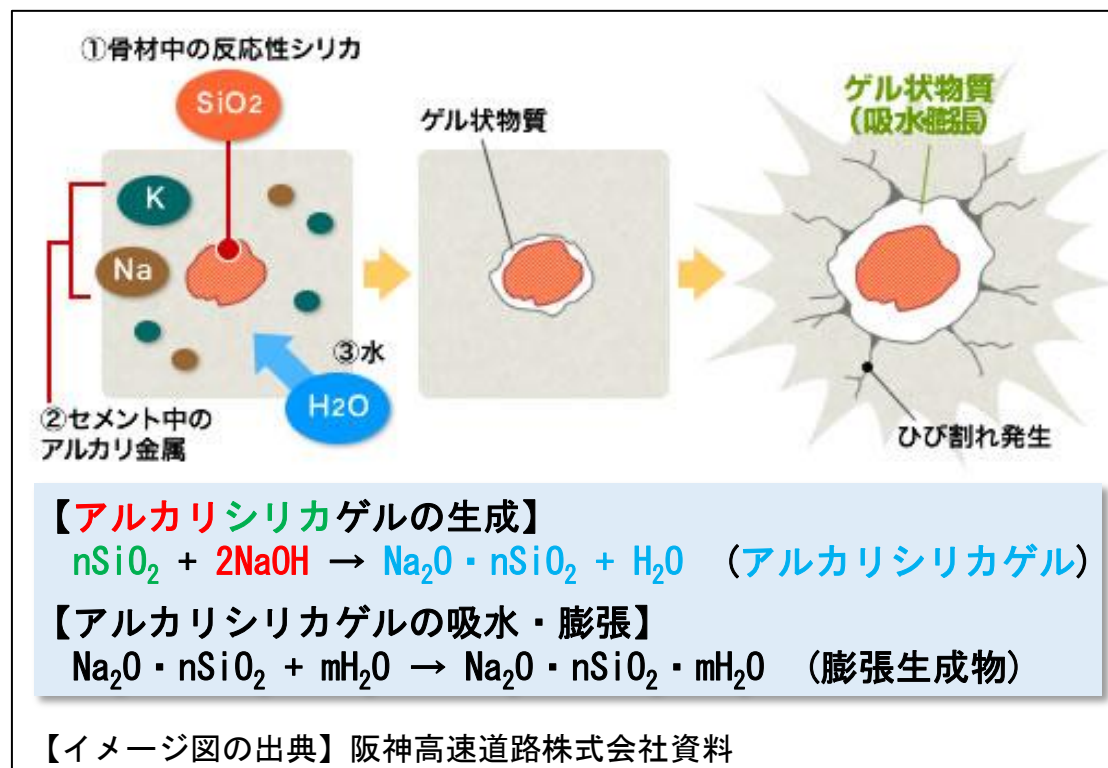 ①骨材中の反応性シリカ
SiO2
ゲル状物質
ゲル状物質
(吸水膨張)
K
Na
③水
H2O
②セメント中の
アルカリ金属
ひび割れ発生
【アルカリシリカゲルの生成】
nSiO₂ + 2NaOH → Na₂O・nSiO₂ + H₂O (アルカリシリカゲル)
【アルカリシリカゲルの吸水・膨張】
Na₂O・nSiO₂ + mH₂O → Na₂O・nSiO₂・mH₂O (膨張生成物)
【イメージ図の出典】阪神高速道路株式会社資料